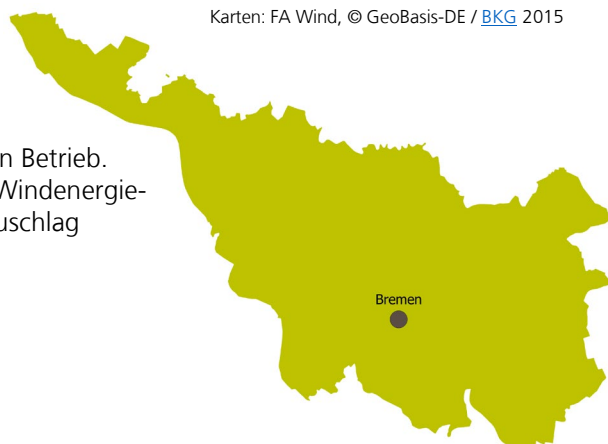 Karten: FA Wind, © GeoBasis-DE / BKG 2015
n Betrieb.
Windenergie-
uschlag
Bremen